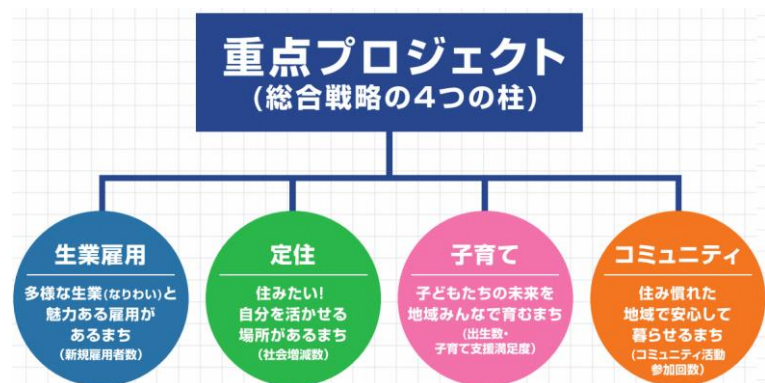 重点プロジェクト
(総合戦略の4つの柱)
生業雇用
多様な生業(なりわい)と
魅力ある雇用が
あるまち
(新規雇用者数)
定住
住みたい!
自分を活かせる
場所があるまち
(社会増減数)
子育て
子どもたちの未来を
地域みんなで育むまち
(出生数・
子育て支援満足度)
コミュニティ
住み慣れた
地域で安心して
暮らせるまち
(コミュニティ活動
参加回数)